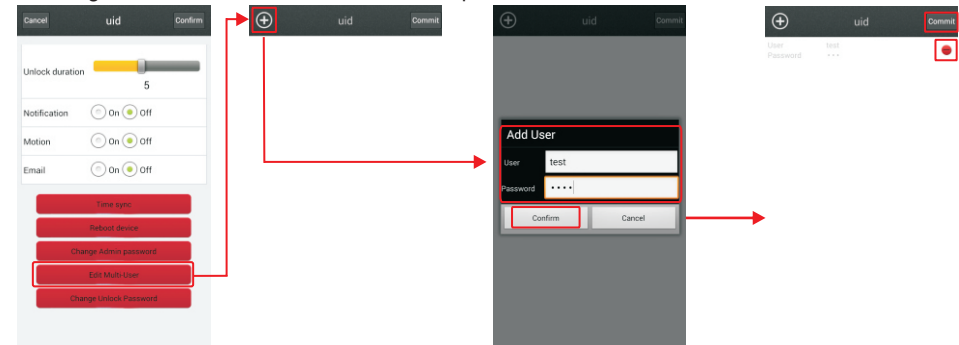 Cancel uid Confirm
Unlock duration
5
Notification On Off
Motion On Off
Email On Off
Time sync
Reboot device
Change Admin password
Edit Multi-User
Change Unlock Password
uid Commit
uid Commit
Add User
User test
Password ····
Confirm Cancel
uid Commit
User test
Password ···